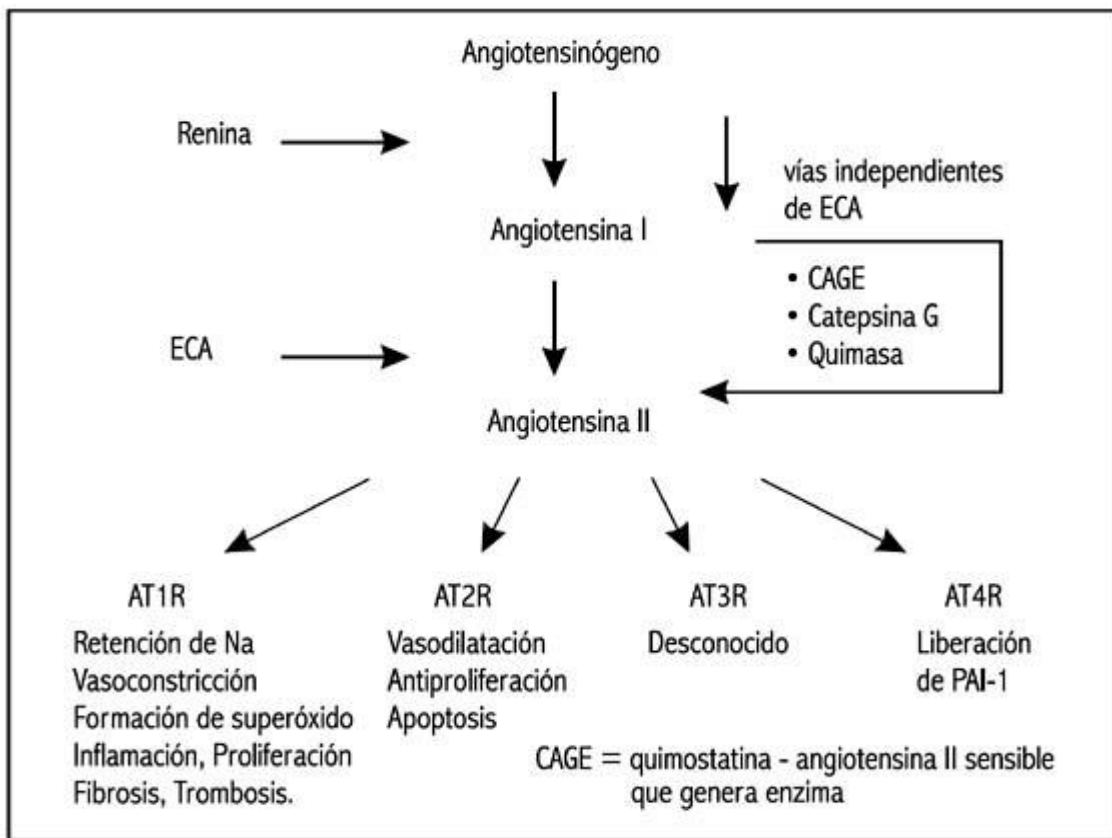 Angiotensinógeno
Renina
vías independientes
de ECA
Angiotensina I
• CAGE
• Catepsina G
• Quimasa
ECA
Angiotensina II
AT1R
Retención de Na
Vasoconstricción
Formación de superóxido
Inflamación, Proliferación
Fibrosis, Trombosis.
AT2R
Vasodilatación
Antiproliferación
Apoptosis
AT3R
Desconocido
AT4R
Liberación
de PAI-1
CAGE = quimostatina - angiotensina II sensible
que genera enzima